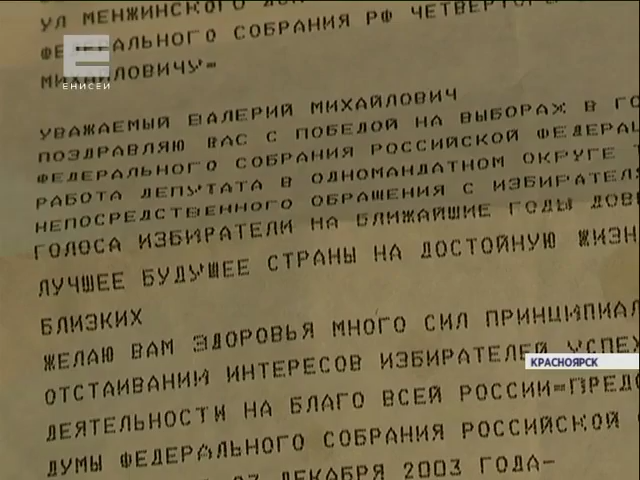 УЛ МЕНЖИНСКОГО
ФЕДЕРАЛЬНОГО СОБРАНИЯ РФ
МИХАЙЛОВИЧУ=
ЕНИСЕЙ
УВАЖАЕМЫЙ ВАЛЕРИЙ МИХАЙЛОВИЧ
ПОЗДРАВЛЯЮ ВАС С ПОБЕДОЙ НА ВЫБОРАХ В
ФЕДЕРАЛЬНОГО СОБРАНИЯ РОССИЙСКОЙ
РАБОТА ДЕПУТАТА В ОДНОМАНДАТНОМ ОКРУГЕ
НЕПОСРЕДСТВЕННОГО ОБРАЩЕНИЯ С
ГОЛОСА ИЗБИРАТЕЛИ НА БЛИЖАЙШИЕ ГОДЫ
ЛУЧШЕЕ БУДУЩЕЕ СТРАНЫ НА ДОСТОЙНУЮ
БЛИЗКИХ
ЖЕЛАЮ ВАМ ЗДОРОВЬЯ МНОГО СИЛ
ОТСТАИВАНИИ ИНТЕРЕСОВ ИЗБИРАТЕЛЕЙ
КРАСНОЯРСК
ДЕЯТЕЛЬНОСТИ НА БЛАГО ВСЕЙ РОССИИ=
ДУМЫ ФЕДЕРАЛЬНОГО СОБРАНИЯ РОССИЙСКОЙ
ДЕКАБРЯ 2003 ГОДА-